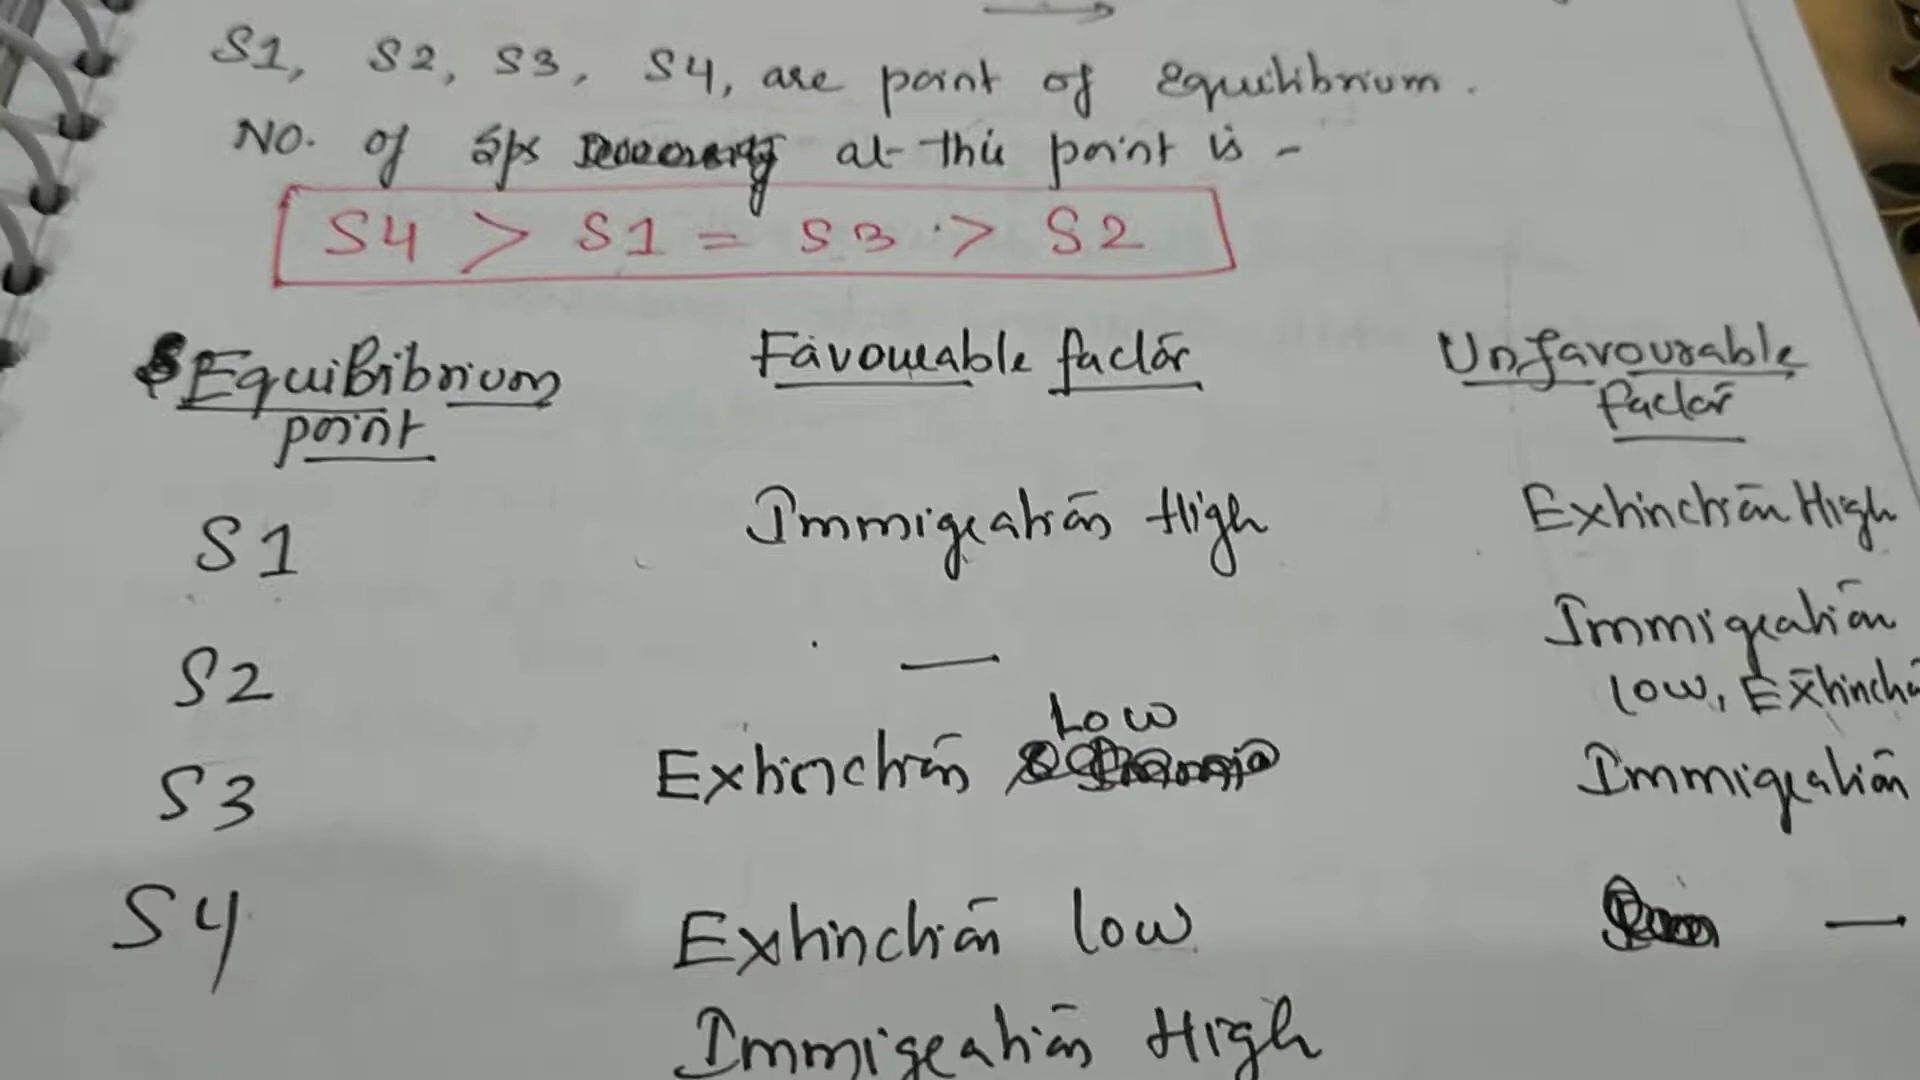 S1, S2, S3, S4, are point of equilibrium.
NO. of sps at this point is -
S4 > S1 = S3 > S2
Equilibrium point Favourable factor Unfavourable factor
S1 Immigration High Extinction High
S2 — Immigration low, Extinctio
S3 Extinction Low Immigration
S4 Extinction low —
Immigration High